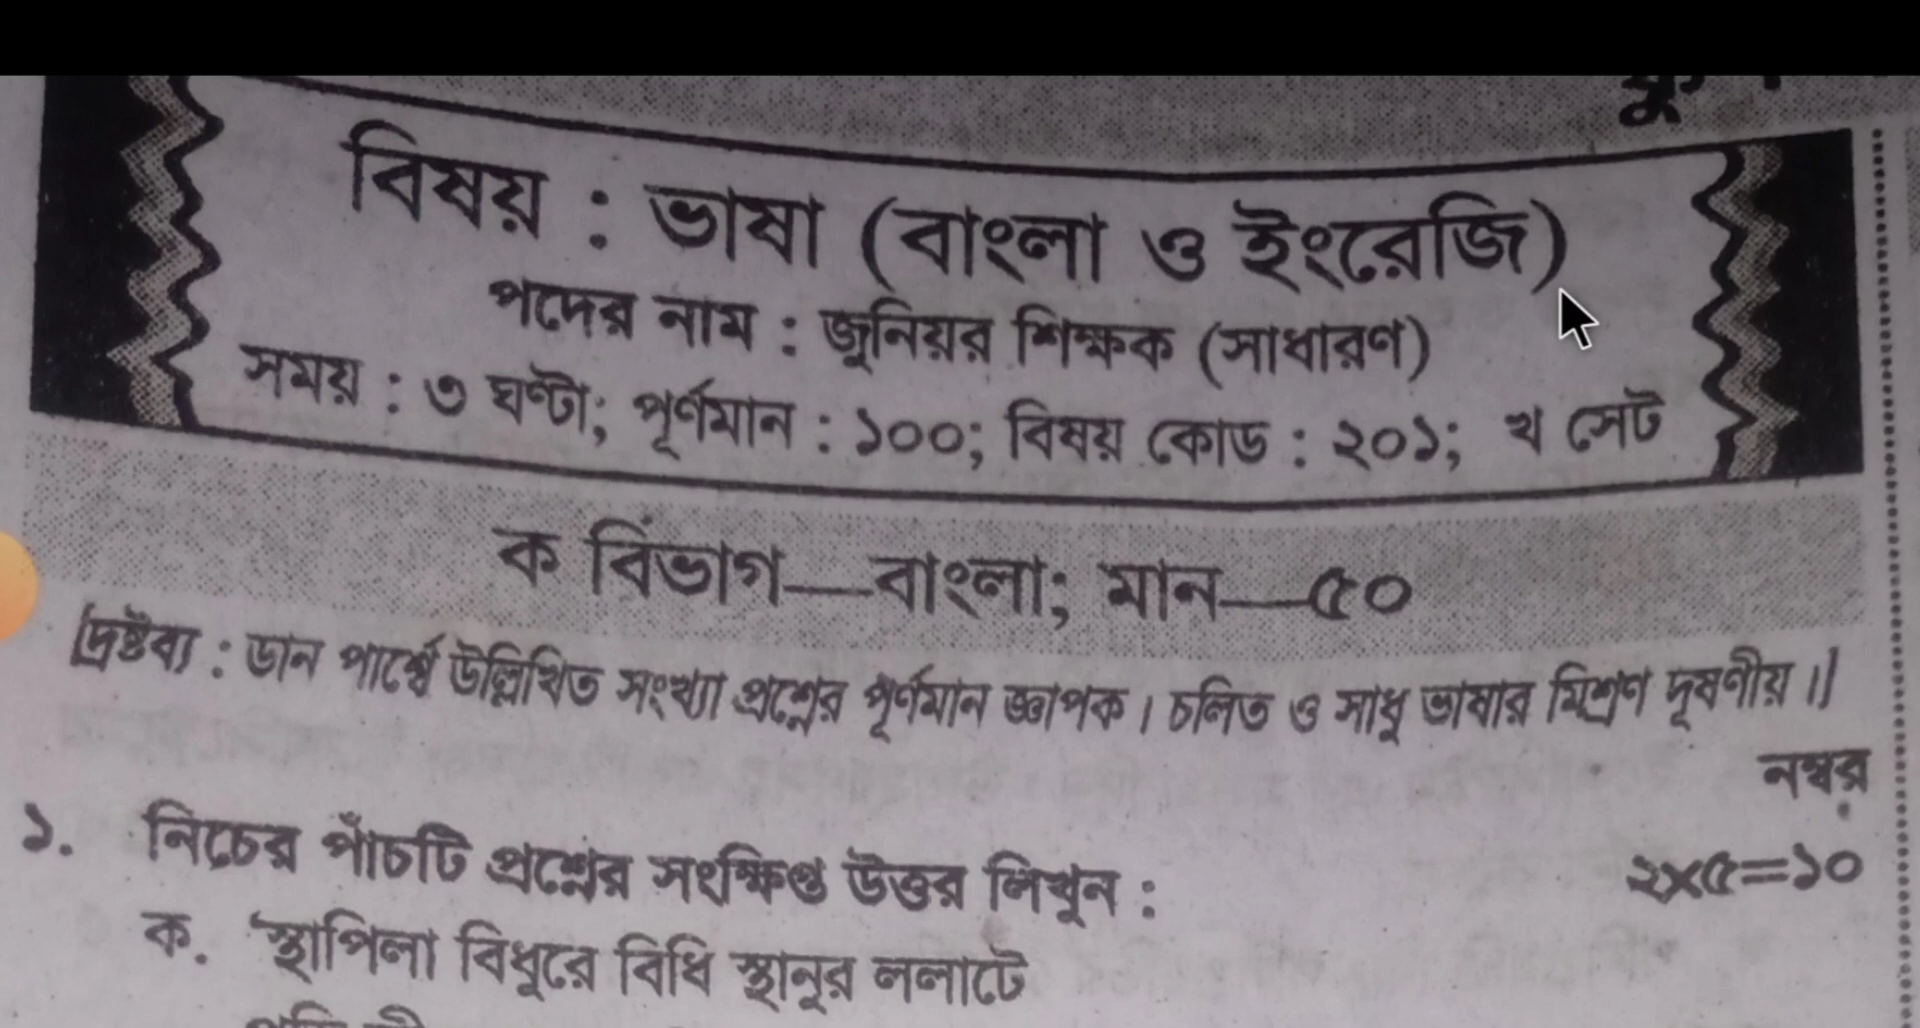 বিষয় : ভাষা (বাংলা ও ইংরেজি)
পদের নাম : জুনিয়র শিক্ষক (সাধারণ)
সময় : ৩ ঘণ্টা; পূর্ণমান : ১০০; বিষয় কোড : ২০১; খ সেট
ক বিভাগ—বাংলা; মান—৫০
[দ্রষ্টব্য : ডান পার্শ্বে উল্লিখিত সংখ্যা প্রশ্নের পূর্ণমান জ্ঞাপক। চলিত ও সাধু ভাষার মিশ্রণ দূষণীয়।]
নম্বর
১. নিচের পাঁচটি প্রশ্নের সংক্ষিপ্ত উত্তর লিখুন : ২×৫=১০
ক. 'স্থাপিলা বিধুরে বিধি স্থানুর ললাটে